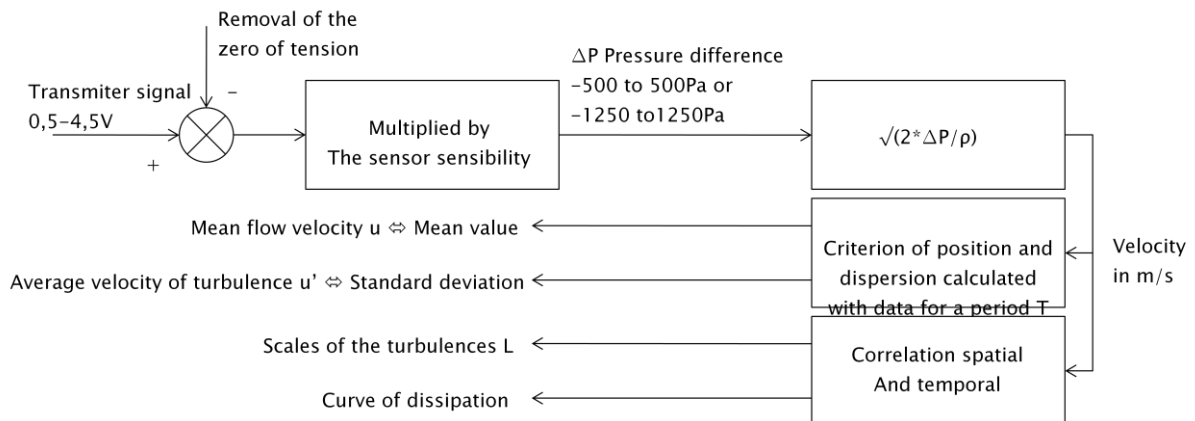 Removal of the
zero of tension
ΔP Pressure difference
-500 to 500Pa or
-1250 to1250Pa
Transmiter signal
0,5-4,5V
-
+
Multiplied by
The sensor sensibility
√(2*ΔP/ρ)
Mean flow velocity u ⇔ Mean value
Average velocity of turbulence u' ⇔ Standard deviation
Criterion of position and
dispersion calculated
with data for a period T
Velocity
in m/s
Scales of the turbulences L
Curve of dissipation
Correlation spatial
And temporal